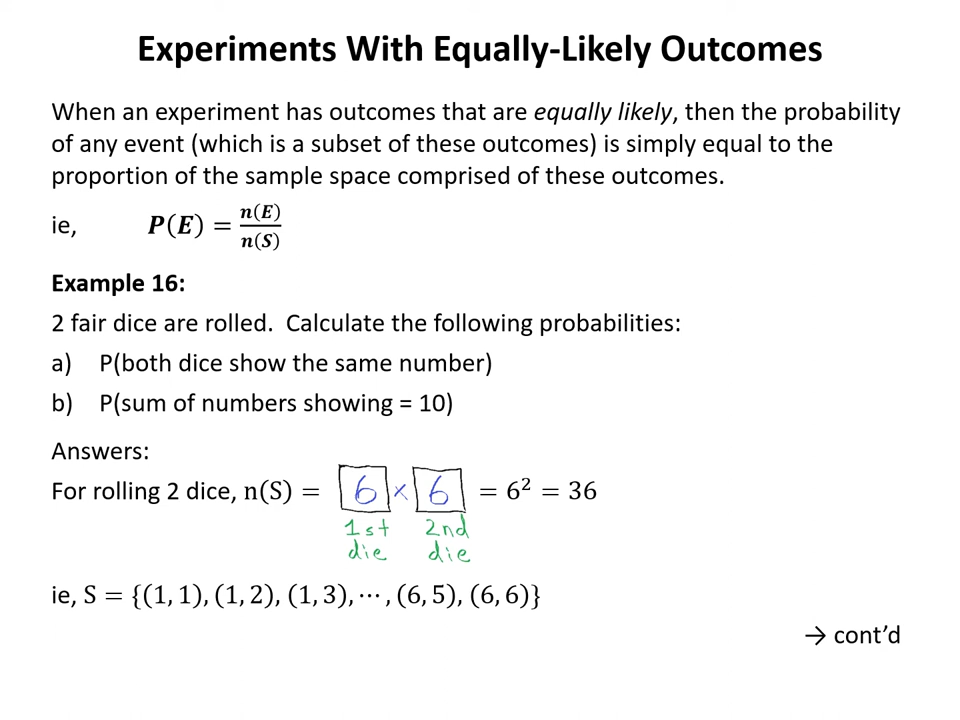 Experiments With Equally-Likely Outcomes
When an experiment has outcomes that are equally likely, then the probability
of any event (which is a subset of these outcomes) is simply equal to the
proportion of the sample space comprised of these outcomes.
ie, P(E) = n(E)/n(S)
Example 16:
2 fair dice are rolled. Calculate the following probabilities:
a) P(both dice show the same number)
b) P(sum of numbers showing = 10)
Answers:
For rolling 2 dice, n(S) = 6 × 6 = 6² = 36
1st die 2nd die
ie, S = {(1, 1), (1, 2), (1, 3), ⋯ , (6, 5), (6, 6)}
→ cont’d